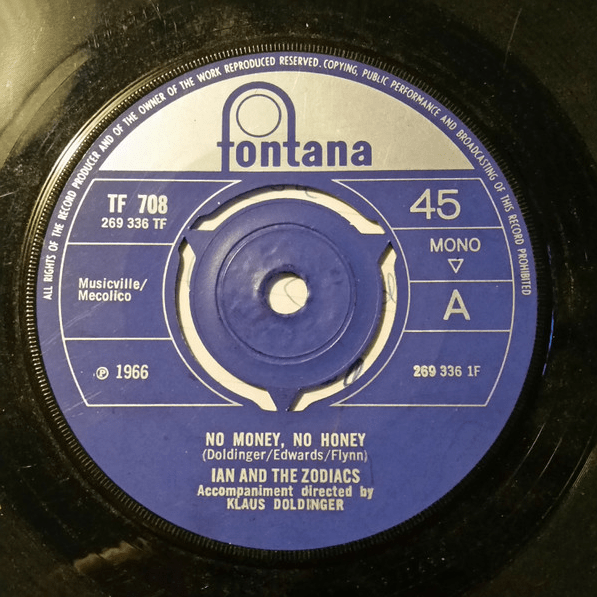 ALL RIGHTS OF THE RECORD PRODUCER AND OF THE OWNER OF THE WORK REPRODUCED RESERVED. COPYING, PUBLIC PERFORMANCE AND BROADCASTING OF THIS RECORD PROHIBITED
fontana
TF 708
269 336 TF
45
MONO
A
Musicville/
Mecolico
℗ 1966
269 336 1F
NO MONEY, NO HONEY
(Doldinger/Edwards/Flynn)
IAN AND THE ZODIACS
Accompaniment directed by
KLAUS DOLDINGER